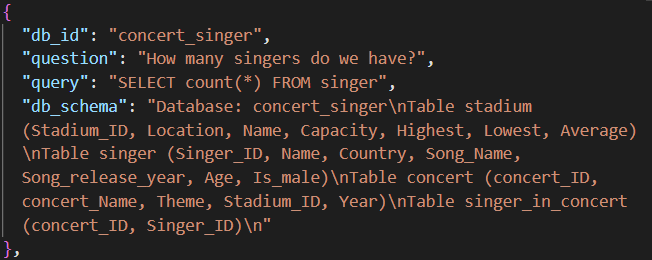 {
"db_id": "concert_singer",
"question": "How many singers do we have?",
"query": "SELECT count(*) FROM singer",
"db_schema": "Database: concert_singer\nTable stadium
(Stadium_ID, Location, Name, Capacity, Highest, Lowest, Average)
\nTable singer (Singer_ID, Name, Country, Song_Name,
Song_release_year, Age, Is_male)\nTable concert (concert_ID,
concert_Name, Theme, Stadium_ID, Year)\nTable singer_in_concert
(concert_ID, Singer_ID)\n"
},